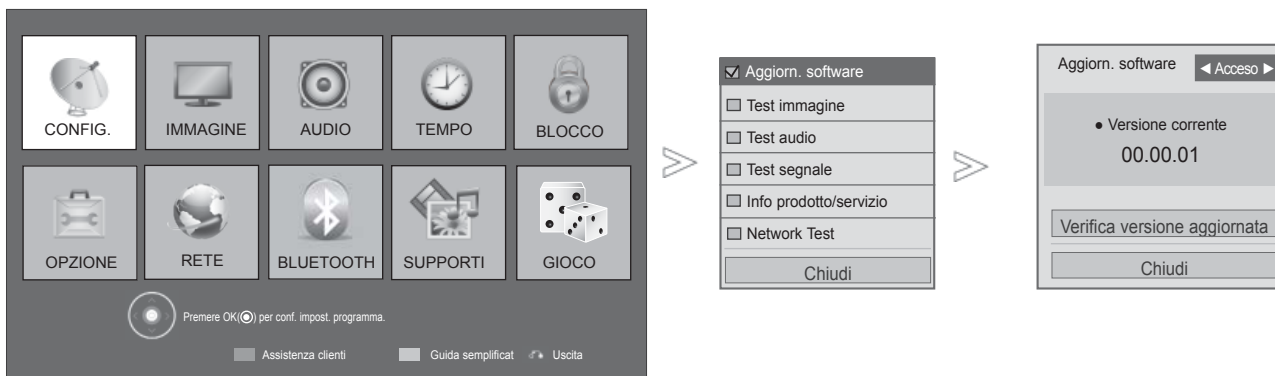 CONFIG.
IMMAGINE
AUDIO
TEMPO
BLOCCO
OPZIONE
RETE
BLUETOOTH
SUPPORTI
GIOCO
Premere OK(◉) per conf. impost. programma.
Assistenza clienti
Guida semplificat
Uscita
Aggiorn. software
Test immagine
Test audio
Test segnale
Info prodotto/servizio
Network Test
Chiudi
Aggiorn. software ◄ Acceso ►
● Versione corrente
00.00.01
Verifica versione aggiornata
Chiudi